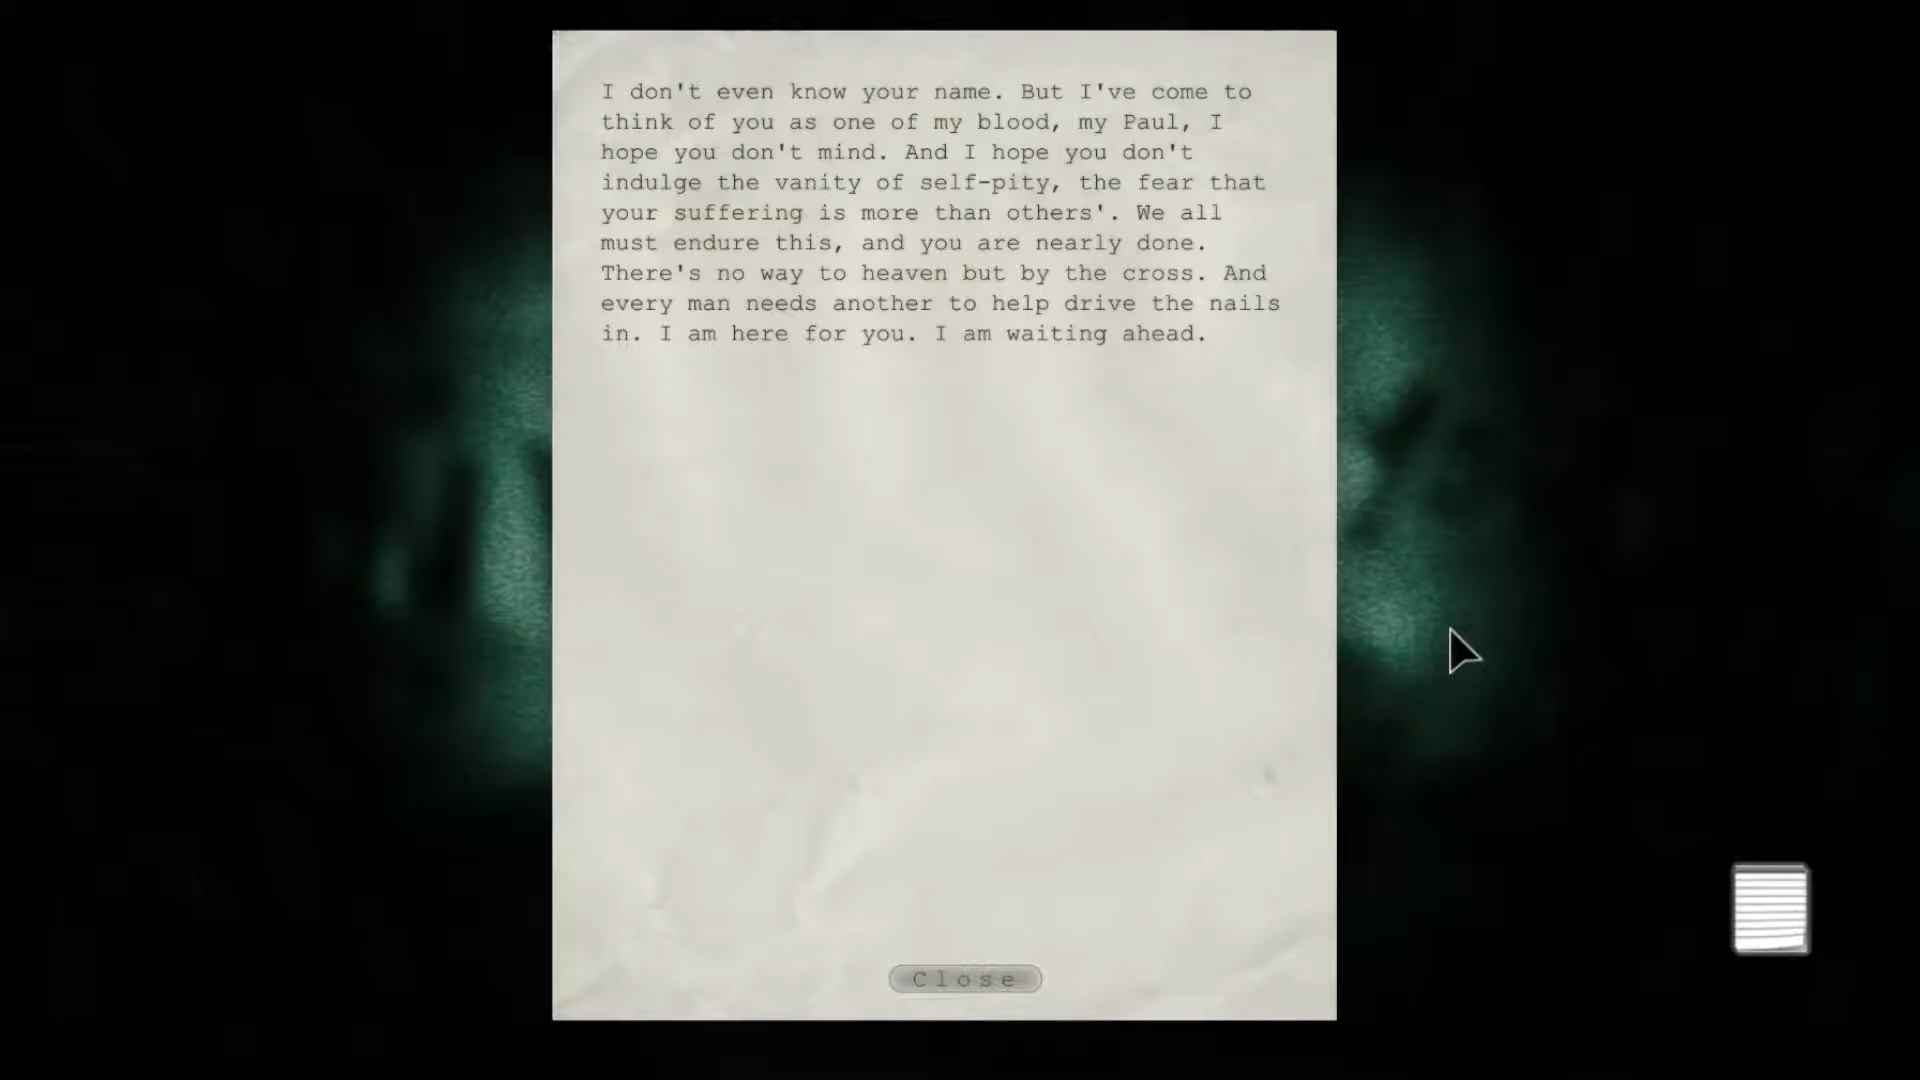 I don't even know your name. But I've come to
think of you as one of my blood, my Paul, I
hope you don't mind. And I hope you don't
indulge the vanity of self-pity, the fear that
your suffering is more than others'. We all
must endure this, and you are nearly done.
There's no way to heaven but by the cross. And
every man needs another to help drive the nails
in. I am here for you. I am waiting ahead.
Close